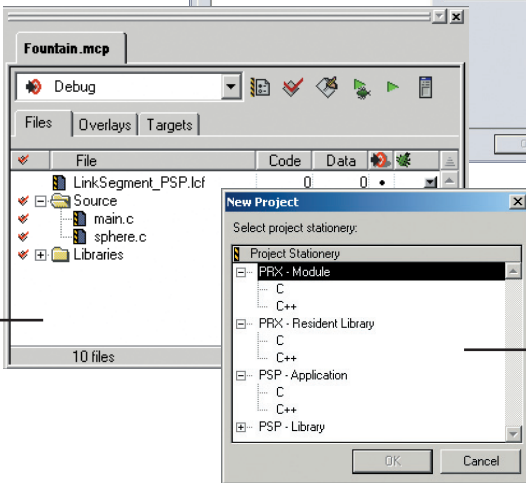 Fountain.mcp
Debug
Files Overlays Targets
File Code Data
LinkSegment_PSP.lcf 0 0
Source
main.c
sphere.c
Libraries
10 files
New Project
Select project stationery:
Project Stationery
PRX - Module
C
C++
PRX - Resident Library
C
C++
PSP - Application
C
C++
PSP - Library
OK Cancel